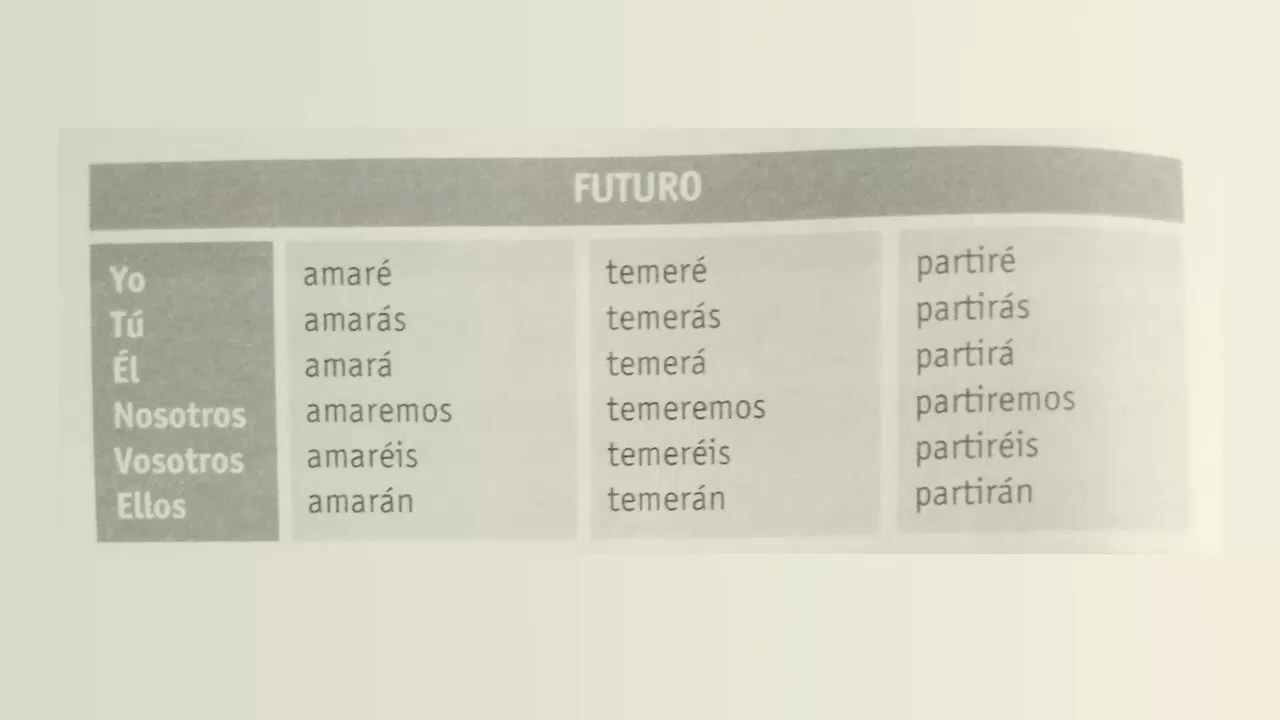 FUTURO
Yo amaré temeré partiré
Tú amarás temerás partirás
Él amará temerá partirá
Nosotros amaremos temeremos partiremos
Vosotros amaréis temeréis partiréis
Ellos amarán temerán partirán